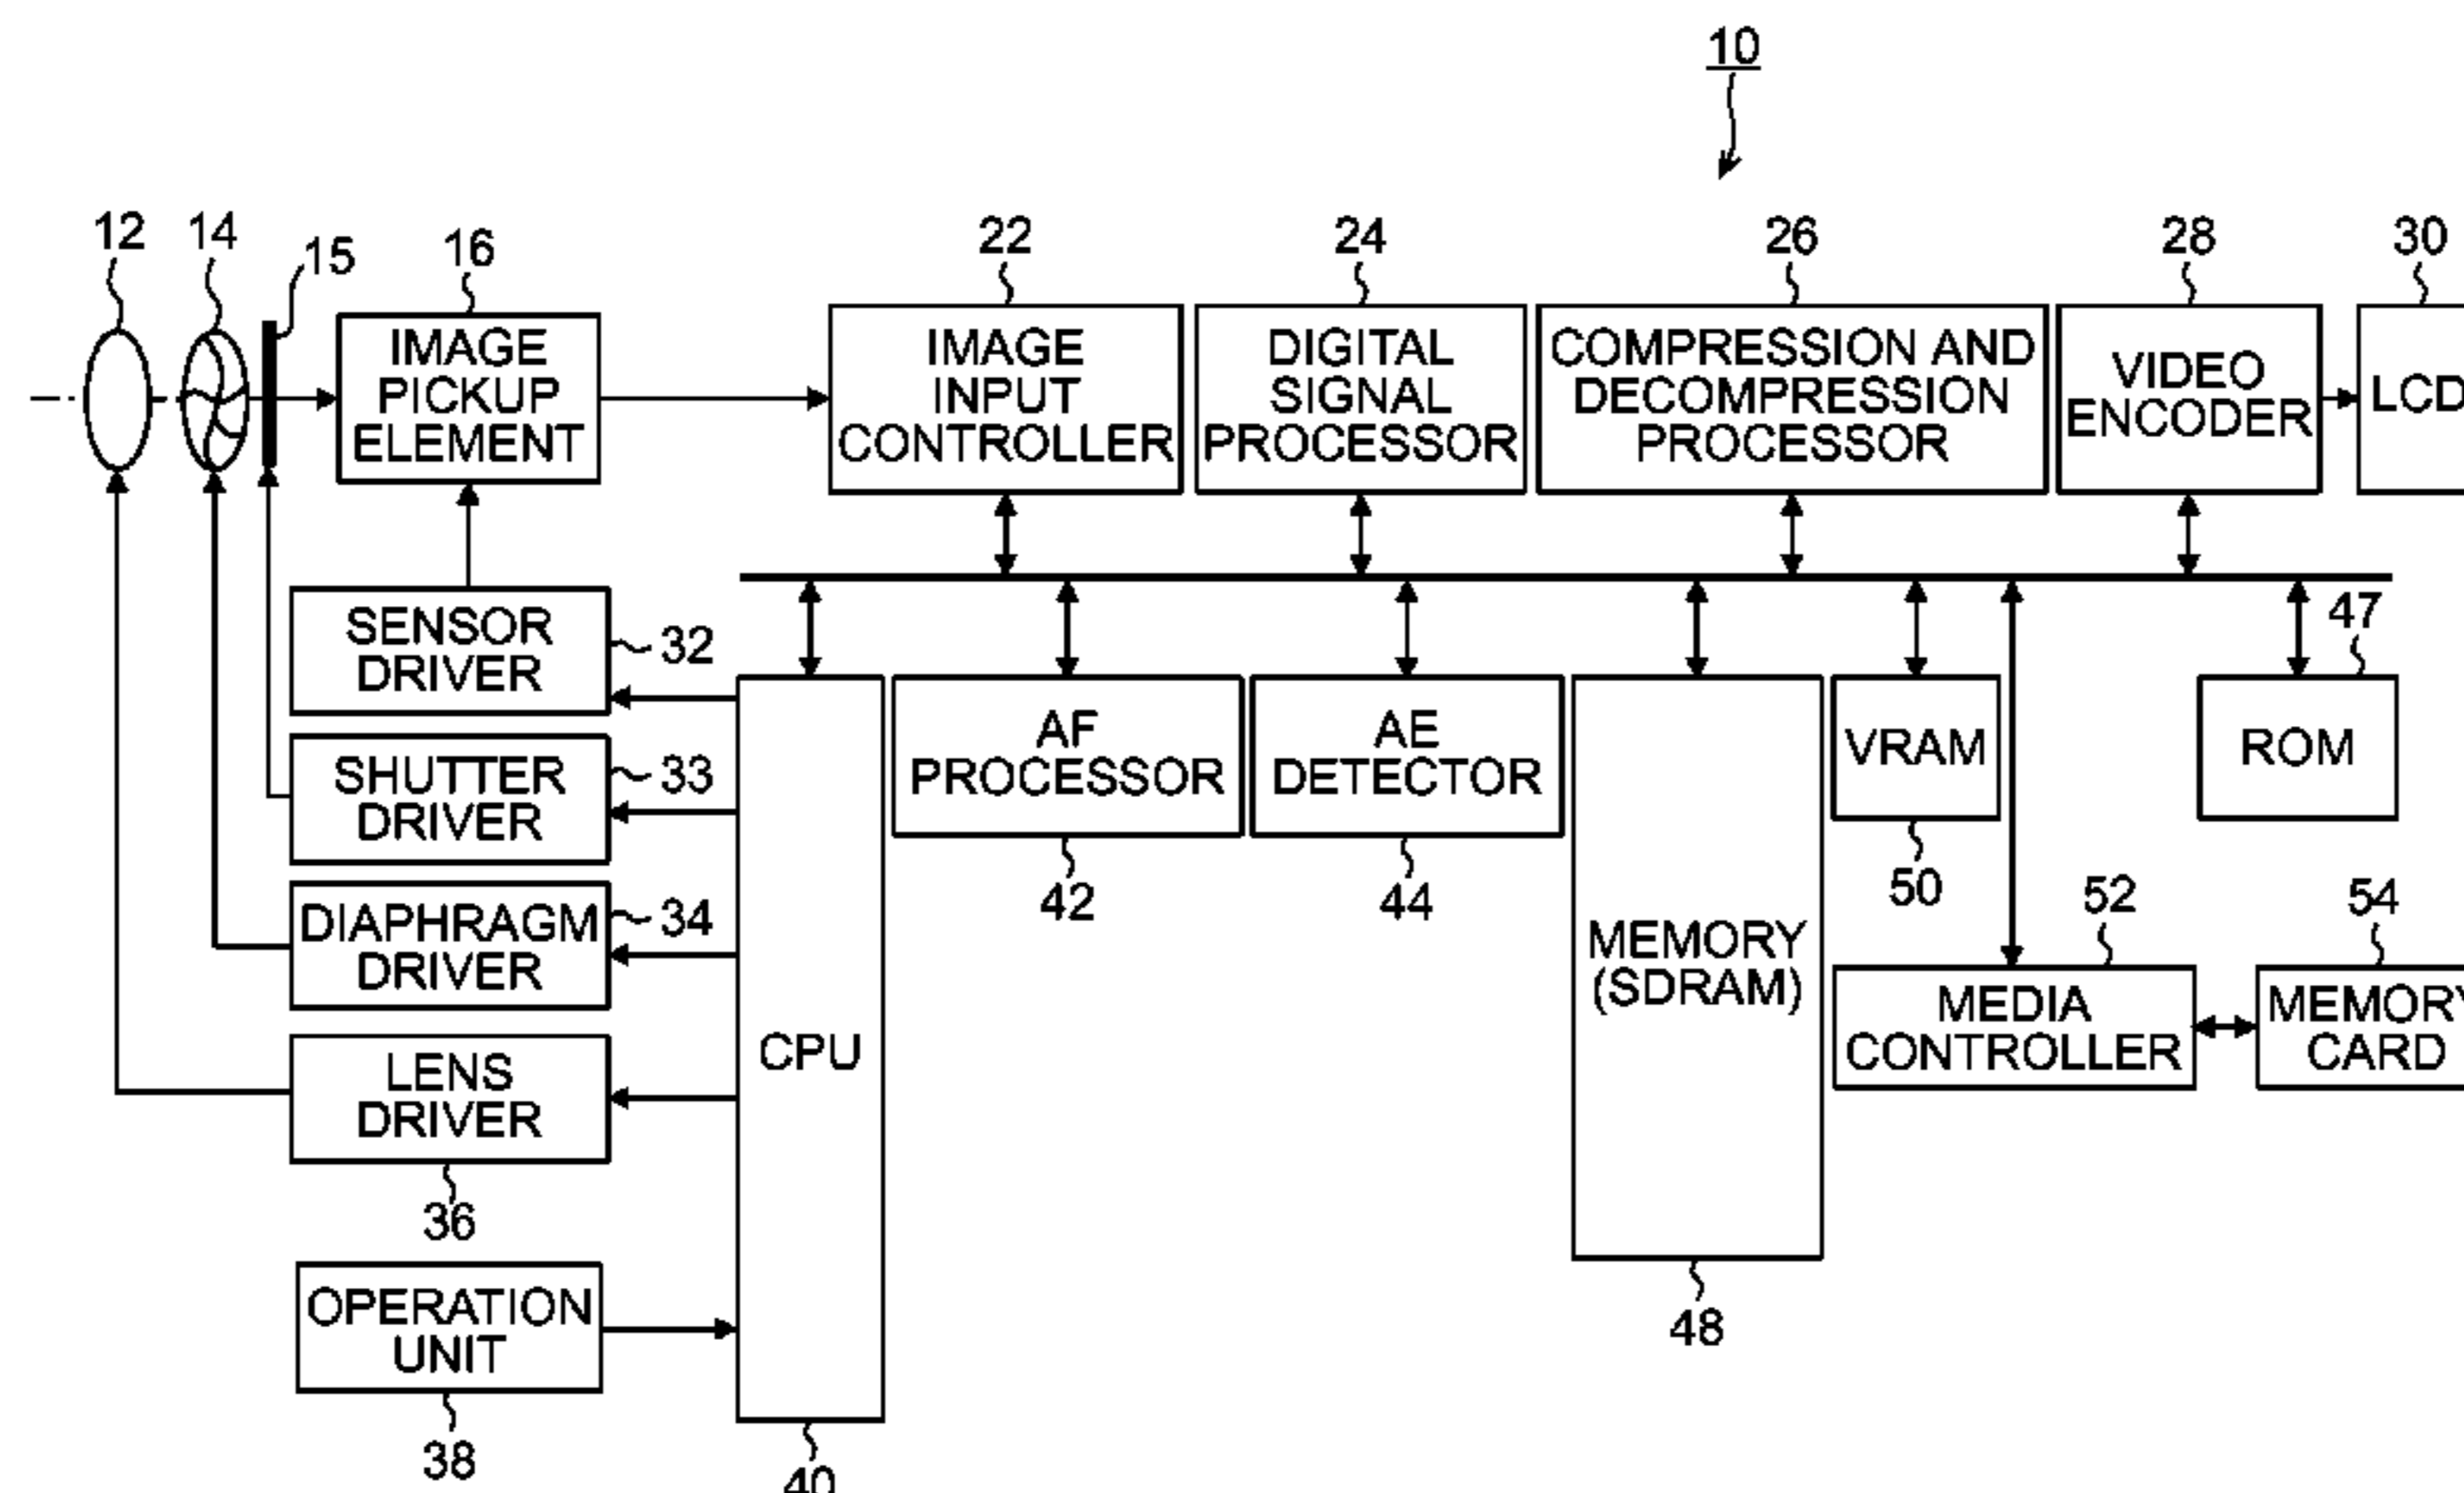 10
12
14
15
16
22
24
26
28
30
IMAGE
PICKUP
ELEMENT
IMAGE
INPUT
CONTROLLER
DIGITAL
SIGNAL
PROCESSOR
COMPRESSION AND
DECOMPRESSION
PROCESSOR
VIDEO
ENCODER
LCD
SENSOR
DRIVER
32
47
SHUTTER
DRIVER
33
AF
PROCESSOR
42
AE
DETECTOR
44
VRAM
50
ROM
DIAPHRAGM
DRIVER
34
MEMORY
(SDRAM)
48
52
54
MEDIA
CONTROLLER
MEMORY
CARD
LENS
DRIVER
36
CPU
40
OPERATION
UNIT
38